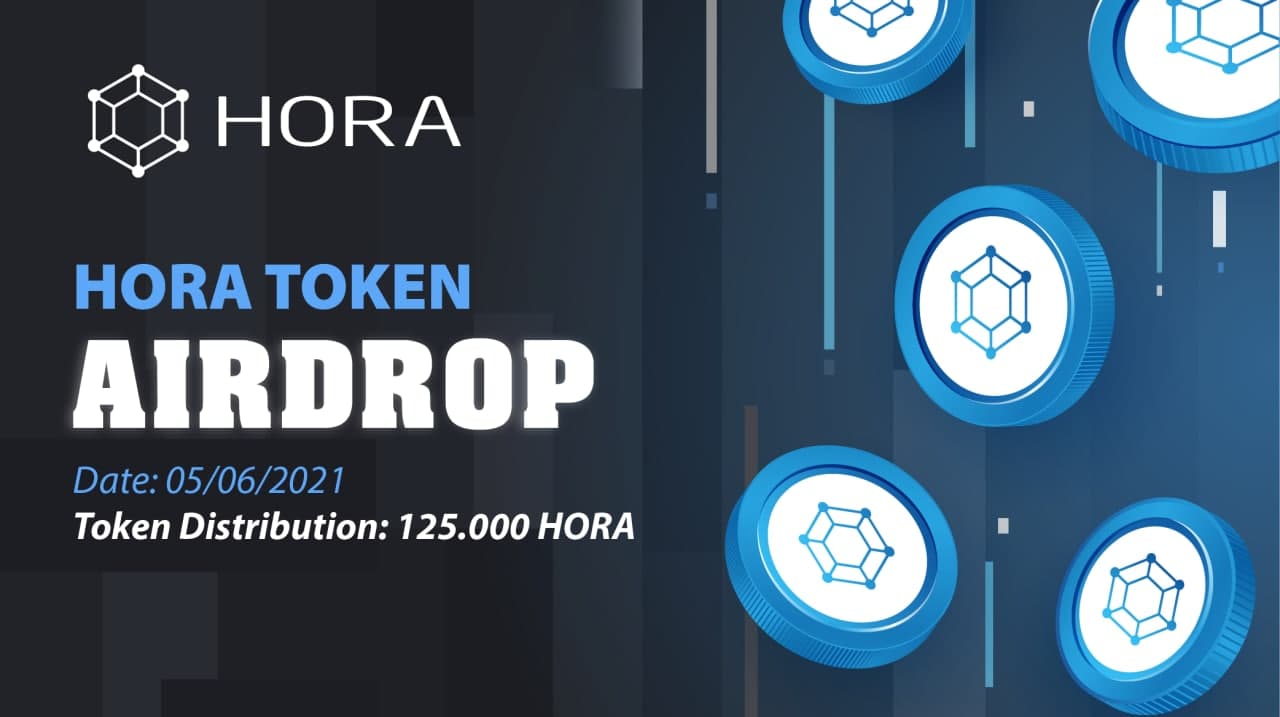 HORA
HORA TOKEN
AIRDROP
Date: 05/06/2021
Token Distribution: 125.000 HORA